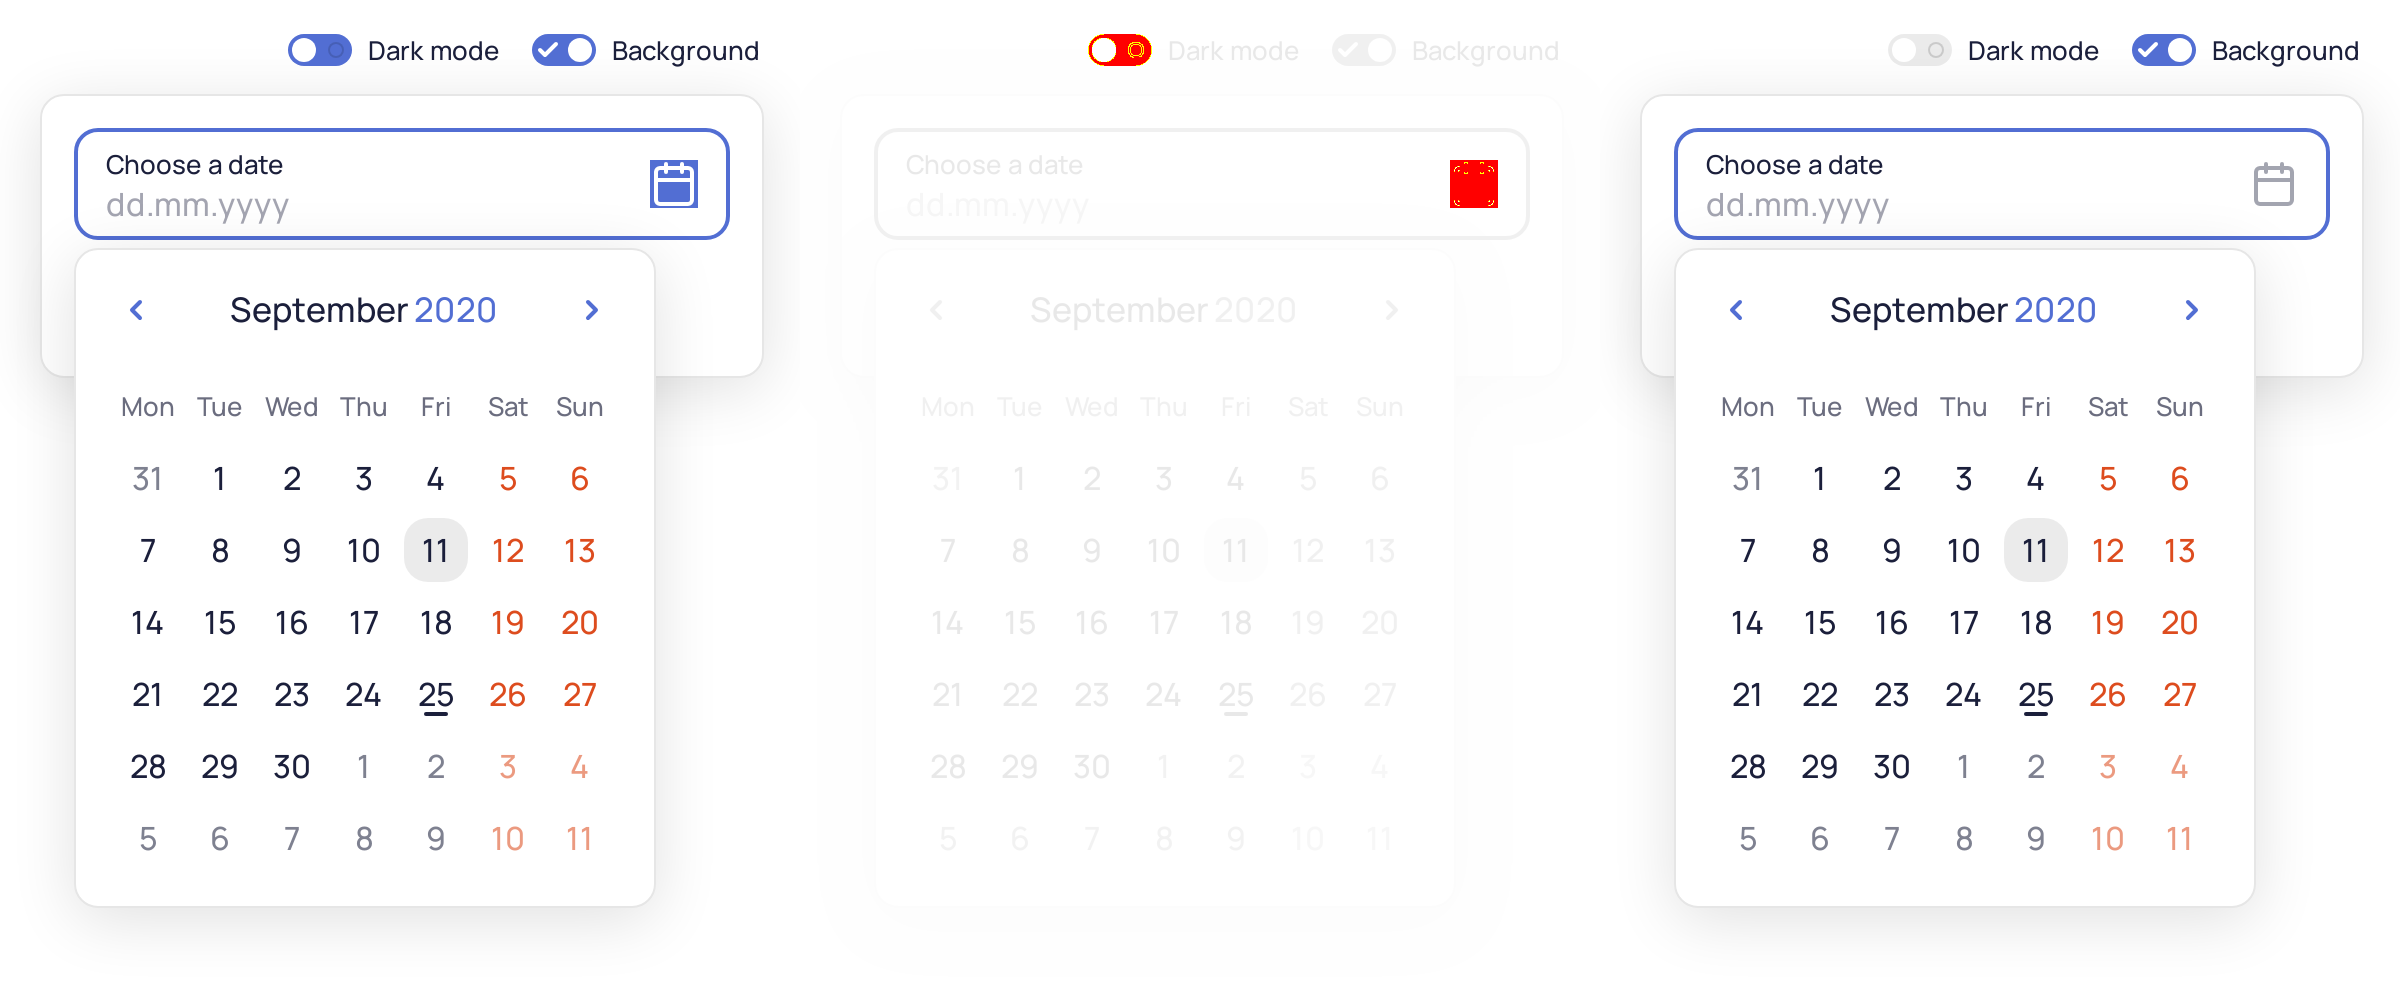 Dark mode Background
Choose a date
dd.mm.yyyy
September 2020
Mon Tue Wed Thu Fri Sat Sun
31 1 2 3 4 5 6
7 8 9 10 11 12 13
14 15 16 17 18 19 20
21 22 23 24 25 26 27
28 29 30 1 2 3 4
5 6 7 8 9 10 11
Dark mode Background
Choose a date
dd.mm.yyyy
September 2020
Mon Tue Wed Thu Fri Sat Sun
31 1 2 3 4 5 6
7 8 9 10 11 12 13
14 15 16 17 18 19 20
21 22 23 24 25 26 27
28 29 30 1 2 3 4
5 6 7 8 9 10 11
Dark mode Background
Choose a date
dd.mm.yyyy
September 2020
Mon Tue Wed Thu Fri Sat Sun
31 1 2 3 4 5 6
7 8 9 10 11 12 13
14 15 16 17 18 19 20
21 22 23 24 25 26 27
28 29 30 1 2 3 4
5 6 7 8 9 10 11